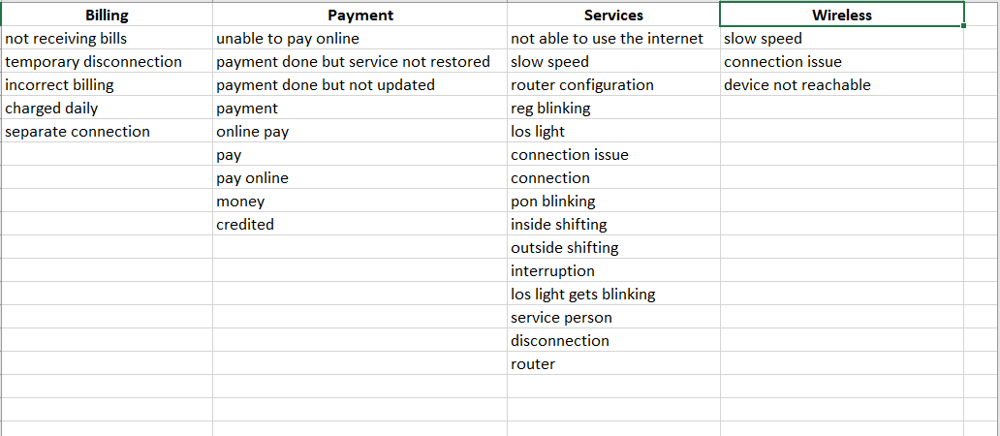 Billing Payment Services Wireless
not receiving bills unable to pay online not able to use the internet slow speed
temporary disconnection payment done but service not restored slow speed connection issue
incorrect billing payment done but not updated router configuration device not reachable
charged daily payment reg blinking
separate connection online pay los light
pay connection issue
pay online connection
money pon blinking
credited inside shifting
outside shifting
interruption
los light gets blinking
service person
disconnection
router